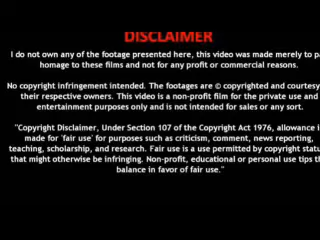 DISCLAIMER
I do not own any of the footage presented here, this video was made merely to pa
homage to these films and not for any profit or commercial reasons.
No copyright infringement intended. The footages are © copyrighted and courtesy
their respective owners. This video is a non-profit film for the private use and
entertainment purposes only and is not intended for sales or any sort.
"Copyright Disclaimer, Under Section 107 of the Copyright Act 1976, allowance i
made for 'fair use' for purposes such as criticism, comment, news reporting,
teaching, scholarship, and research. Fair use is a use permitted by copyright statu
that might otherwise be infringing. Non-profit, educational or personal use tips th
balance in favor of fair use."